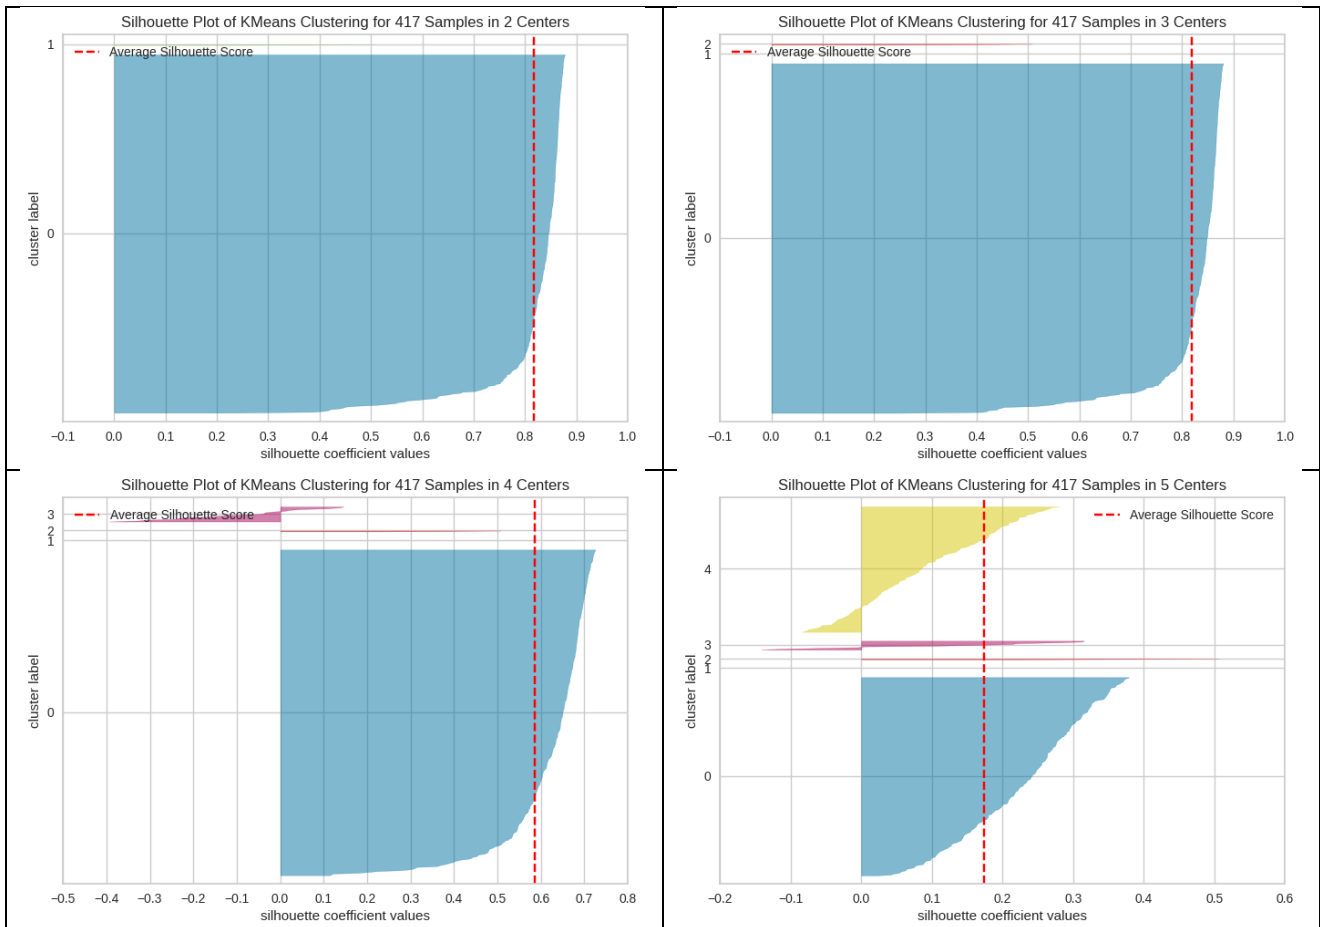 Silhouette Plot of KMeans Clustering for 417 Samples in 2 Centers
1
Average Silhouette Score
cluster label
0
-0.1 0.0 0.1 0.2 0.3 0.4 0.5 0.6 0.7 0.8 0.9 1.0
silhouette coefficient values
Silhouette Plot of KMeans Clustering for 417 Samples in 3 Centers
2
1
Average Silhouette Score
cluster label
0
−0.1 0.0 0.1 0.2 0.3 0.4 0.5 0.6 0.7 0.8 0.9 1.0
silhouette coefficient values
Silhouette Plot of KMeans Clustering for 417 Samples in 4 Centers
3
Average Silhouette Score
2
1
cluster label
0
−0.5 −0.4 −0.3 −0.2 −0.1 0.0 0.1 0.2 0.3 0.4 0.5 0.6 0.7 0.8
silhouette coefficient values
Silhouette Plot of KMeans Clustering for 417 Samples in 5 Centers
Average Silhouette Score
4
3
2
1
cluster label
0
−0.2 −0.1 0.0 0.1 0.2 0.3 0.4 0.5 0.6
silhouette coefficient values